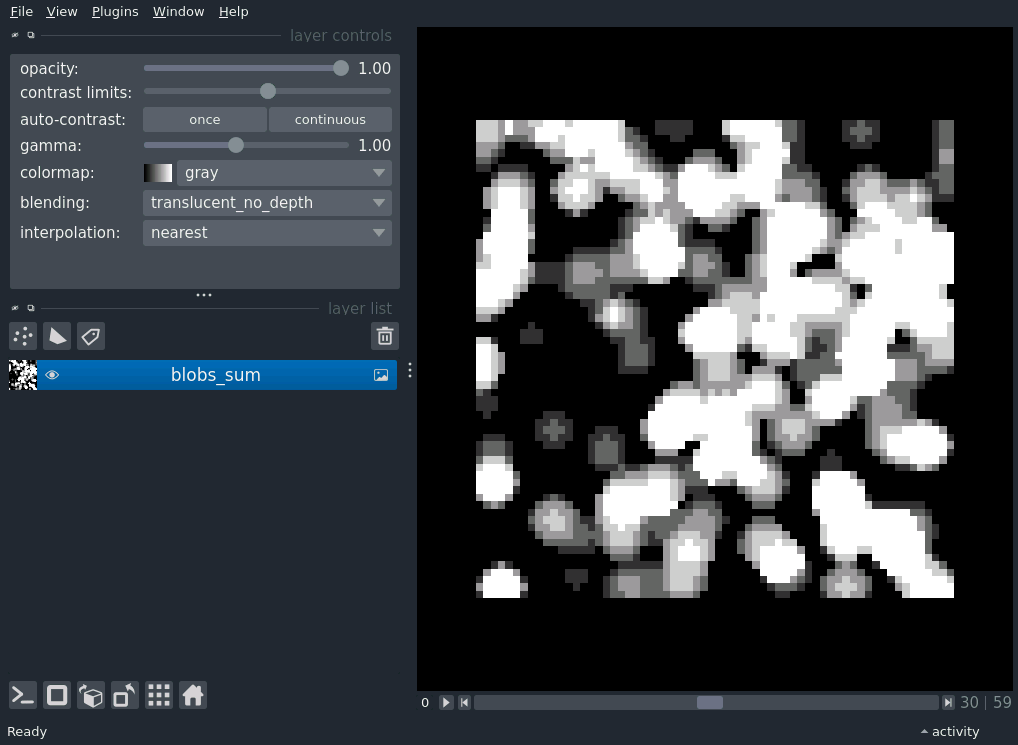 File View Plugins Window Help
layer controls
opacity: 1.00
contrast limits:
auto-contrast: once continuous
gamma: 1.00
colormap: gray
blending: translucent_no_depth
interpolation: nearest
layer list
blobs_sum
0 30 | 59
Ready activity